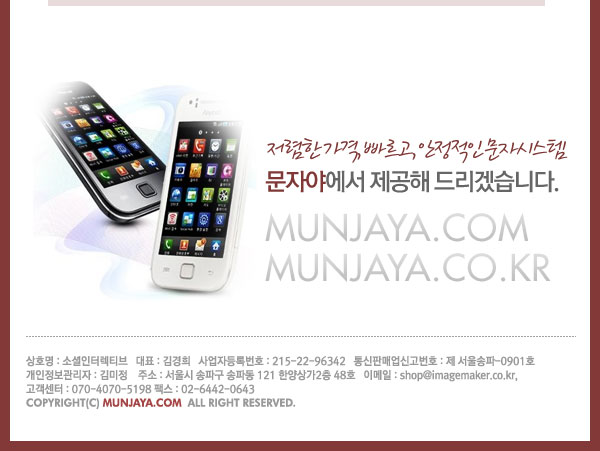 저렴한가격, 빠르고, 안정적인 문자시스템
문자야에서 제공해 드리겠습니다.
MUNJAYA.COM
MUNJAYA.CO.KR
상호명 : 소셜인터렉티브 대표 : 김경희 사업자등록번호 : 215-22-96342 통신판매업신고번호 : 제 서울송파-0901호
개인정보관리자 : 김미정 주소 : 서울시 송파구 송파동 121 한양상가2층 48호 이메일 : shop@imagemaker.co.kr,
고객센터 : 070-4070-5198 팩스 : 02-6442-0643
COPYRIGHT(C) MUNJAYA.COM ALL RIGHT RESERVED.